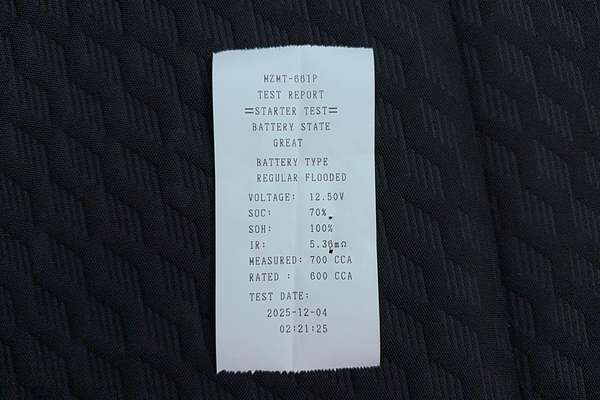 MZMT-661P
TEST REPORT
=STARTER TEST=
BATTERY STATE
GREAT
BATTERY TYPE
REGULAR FLOODED
VOLTAGE: 12.50V
SOC: 70%
SOH: 100%
IR: 5.36mΩ
MEASURED: 700 CCA
RATED : 600 CCA
TEST DATE:
2025-12-04
02:21:25